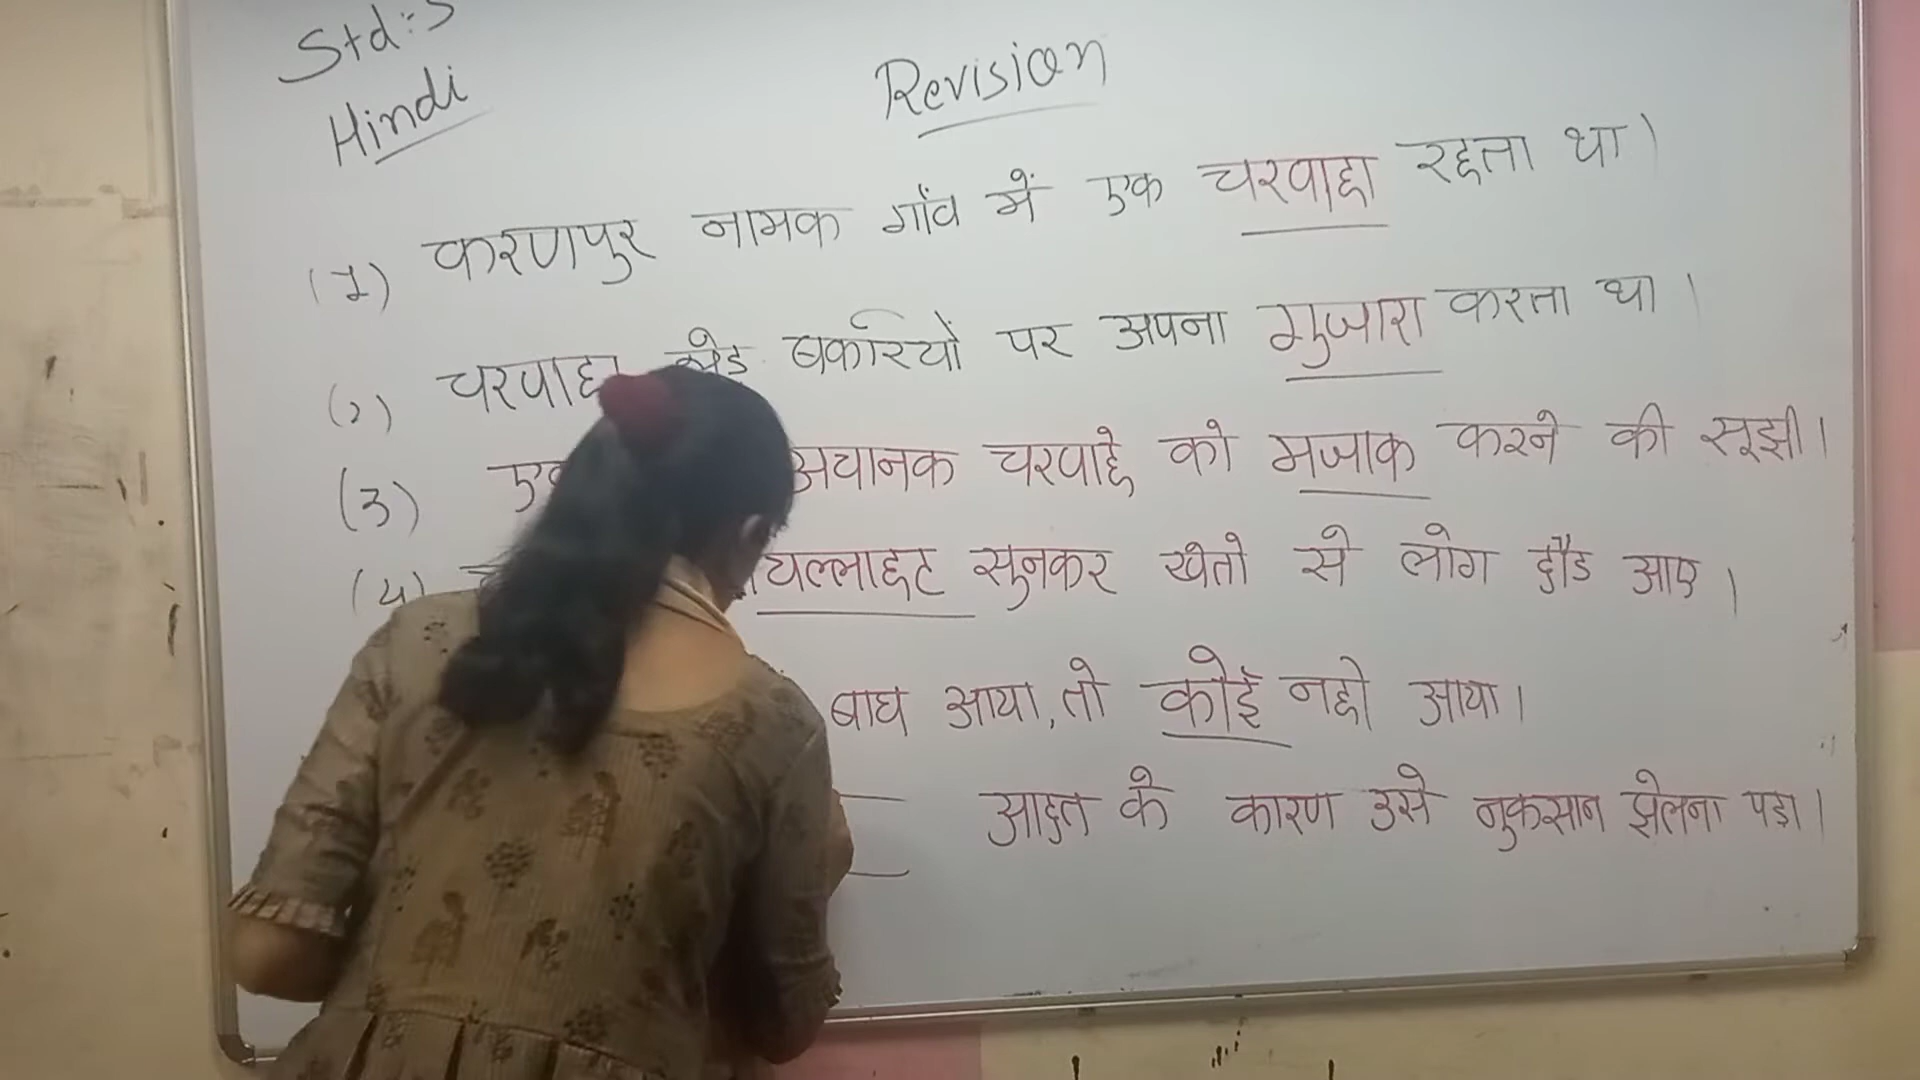 Std:-5
Hindi
Revision
(1) करणपुर नामक गाँव में एक चरवाहा रहता था।
(2) चरवाहा भेड बकरियों पर अपना गुजारा करता था।
(3) अचानक चरवाहे को मजाक करने की सूझी।
(4) चिल्लाहट सुनकर खेतो से लोग दौड आए।
बाघ आया, तो कोई नही आया।
आदत के कारण उसे नुकसान झेलना पडा।